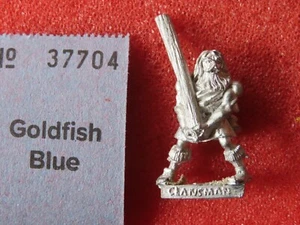 № 37704
Goldfish
Blue
CLANSMAN